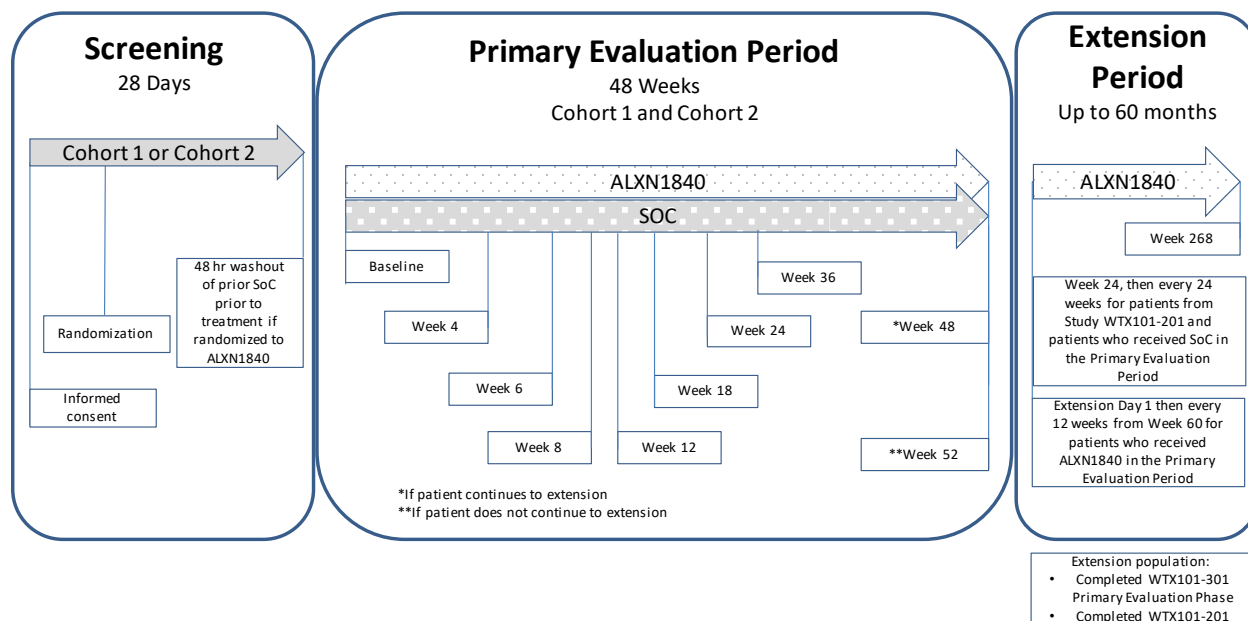 Screening
28 Days
Cohort 1 or Cohort 2
48 hr washout
of prior SoC
prior to
treatment if
randomized to
ALXN1840
Randomization
Informed
consent
Primary Evaluation Period
48 Weeks
Cohort 1 and Cohort 2
ALXN1840
SOC
Baseline
Week 4
Week 6
Week 8
Week 12
Week 18
Week 24
Week 36
*Week 48
**Week 52
*If patient continues to extension
**If patient does not continue to extension
Extension
Period
Up to 60 months
ALXN1840
Week 268
Week 24, then every 24
weeks for patients from
Study WTX101-201 and
patients who received SoC in
the Primary Evaluation
Period
Extension Day 1 then every
12 weeks from Week 60 for
patients who received
ALXN1840 in the Primary
Evaluation Period
Extension population:
• Completed WTX101-301
Primary Evaluation Phase
• Completed WTX101-201